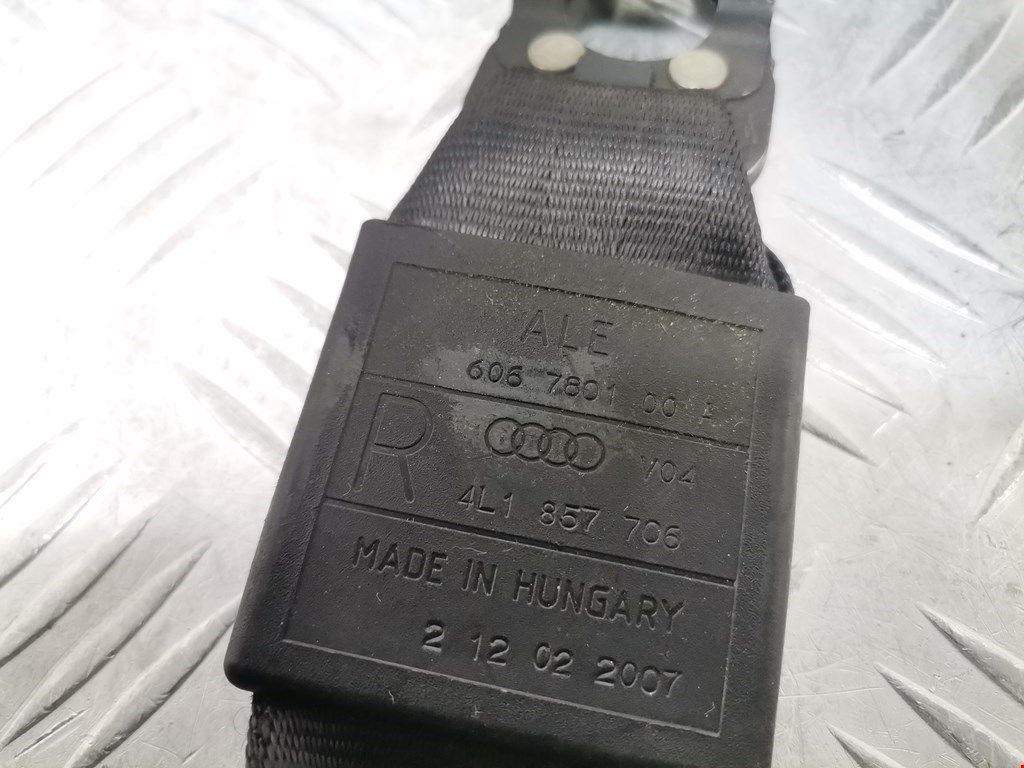 ALE
606 7801 00
R
V04
4L1 857 706
MADE IN HUNGARY
2 12 02 2007